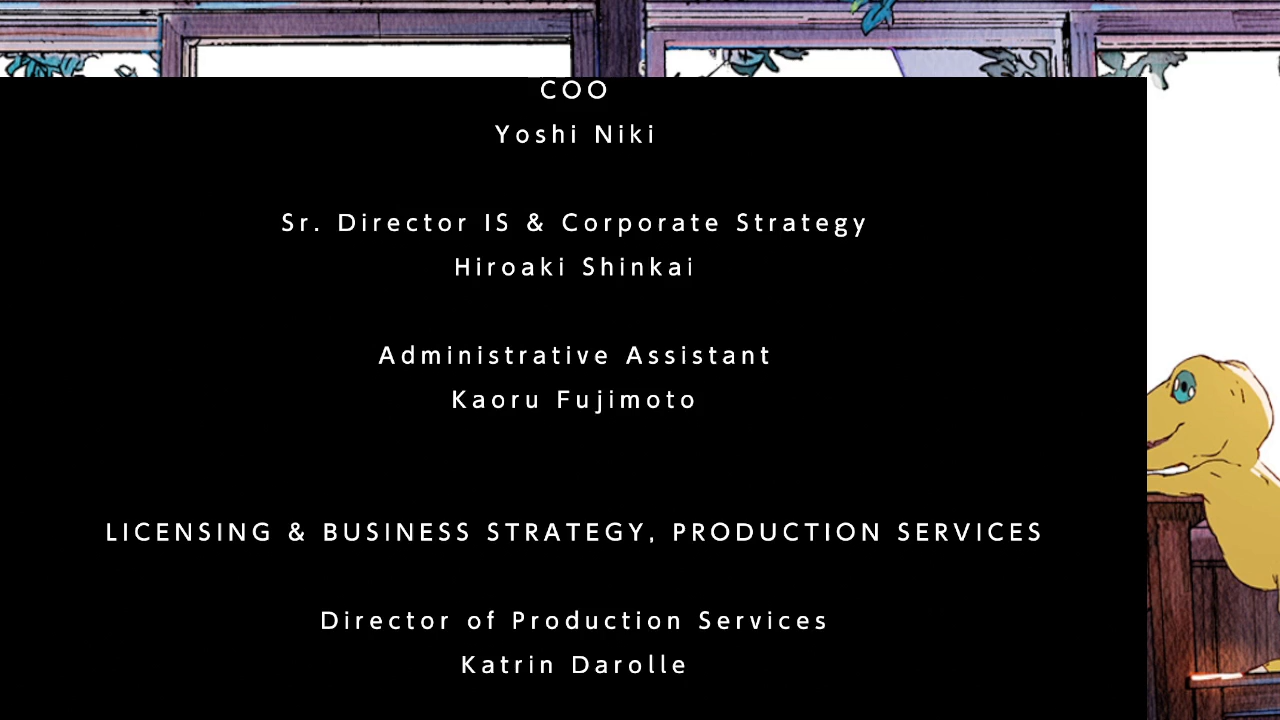 COO
Yoshi Niki
Sr. Director IS & Corporate Strategy
Hiroaki Shinkai
Administrative Assistant
Kaoru Fujimoto
LICENSING & BUSINESS STRATEGY, PRODUCTION SERVICES
Director of Production Services
Katrin Darolle